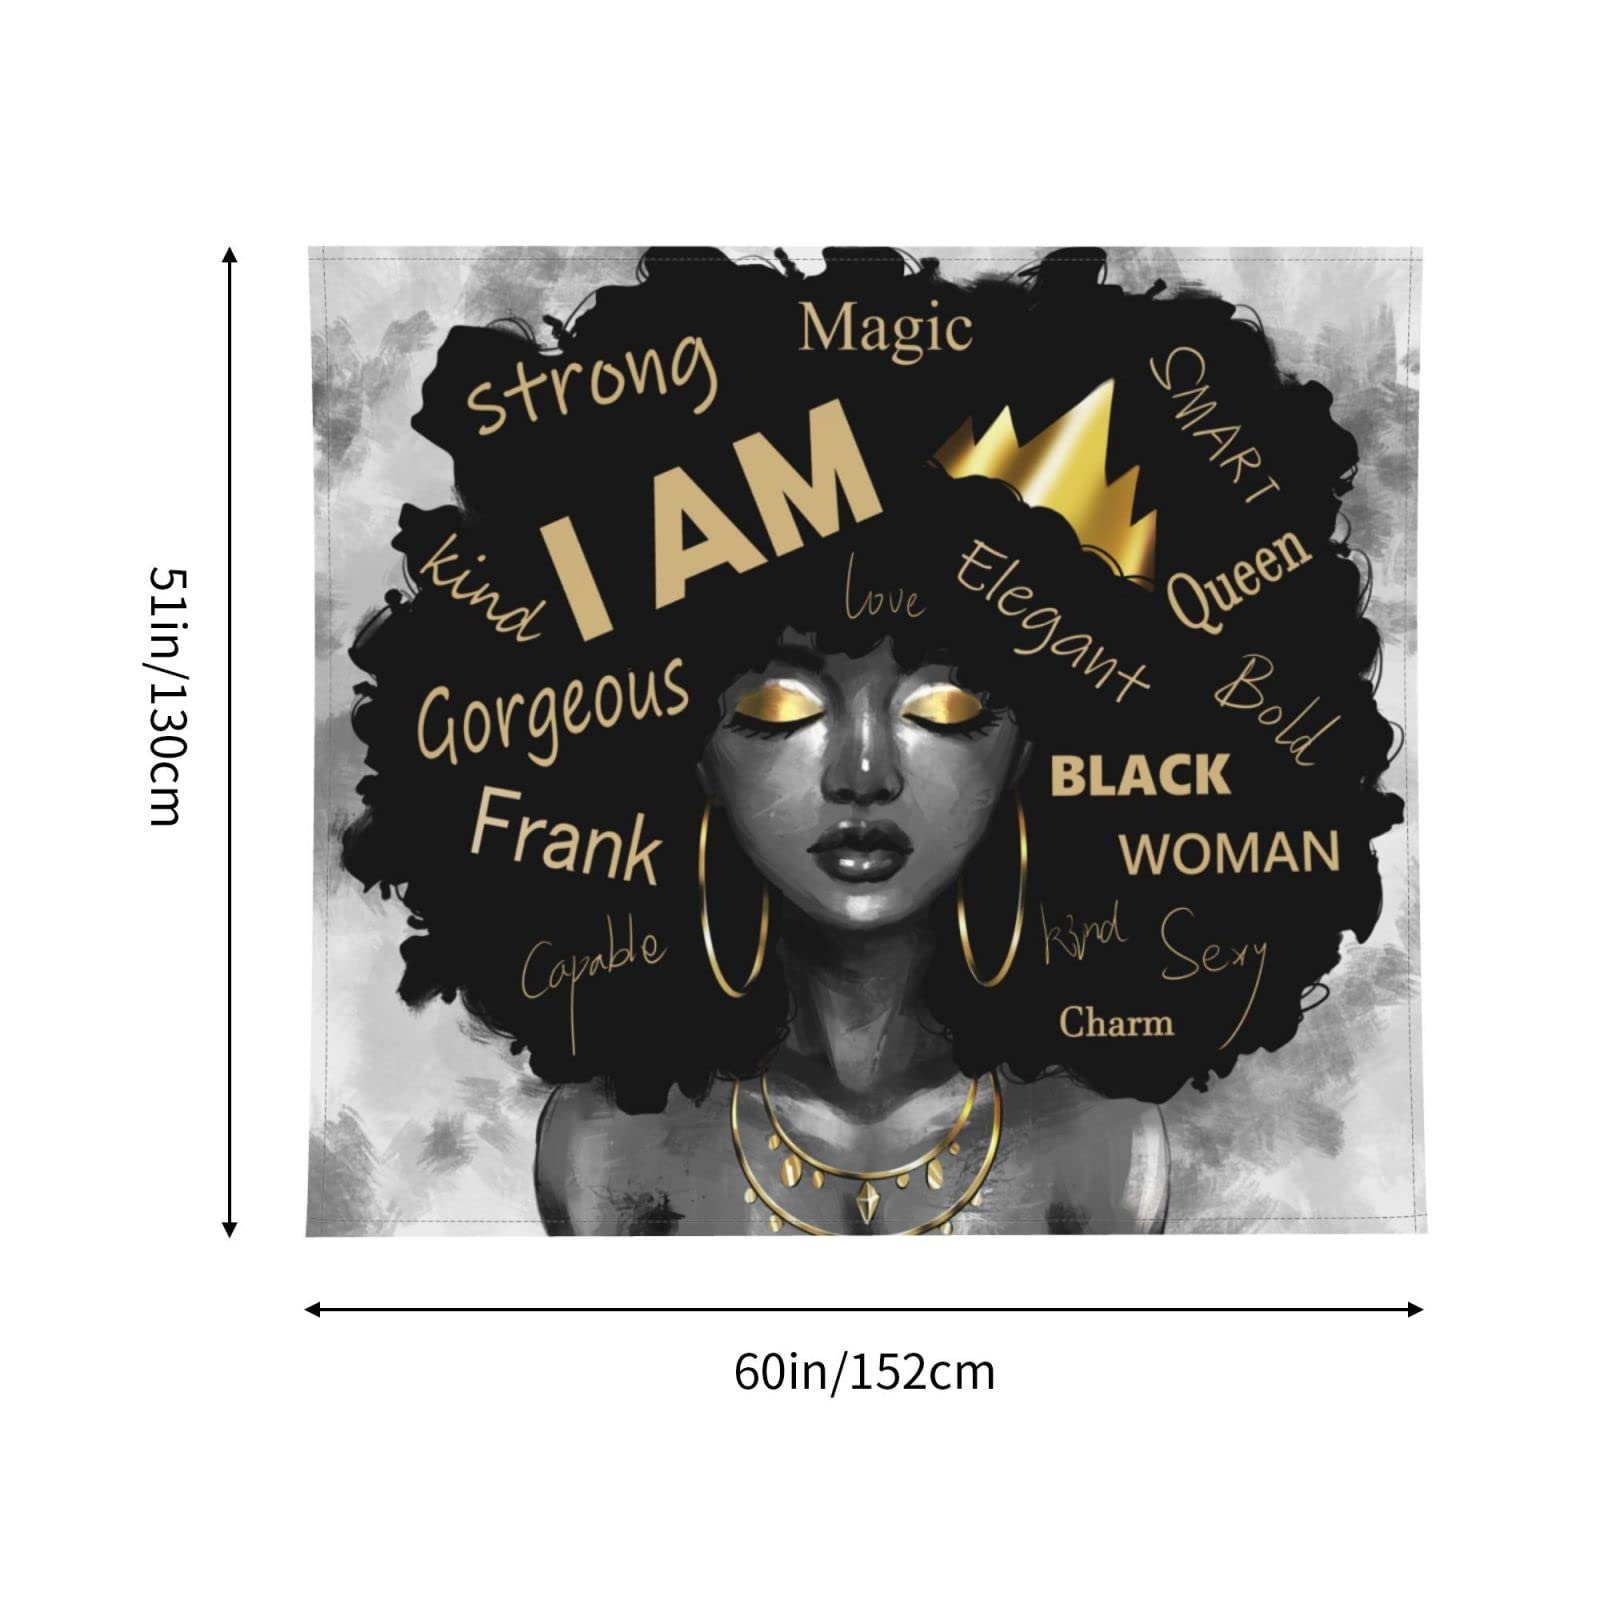 Magic
strong
SMART
I AM
kind
love
Elegant
Queen
Gorgeous
Bold
BLACK
Frank
WOMAN
Capable
kind
Sexy
Charm
51in/130cm
60in/152cm